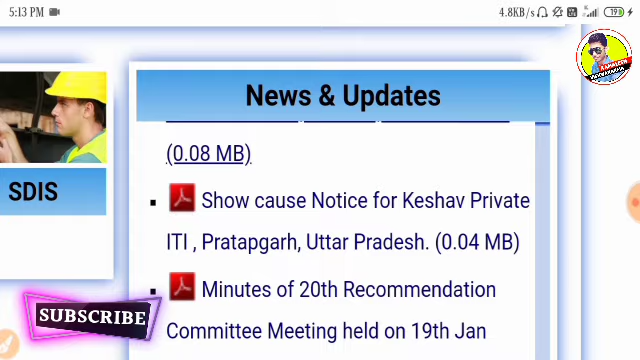 5:13 PM
4.8KB/s
19
News & Updates
(0.08 MB)
SDIS
Show cause Notice for Keshav Private
ITI , Pratapgarh, Uttar Pradesh. (0.04 MB)
Minutes of 20th Recommendation
Committee Meeting held on 19th Jan
SUBSCRIBE